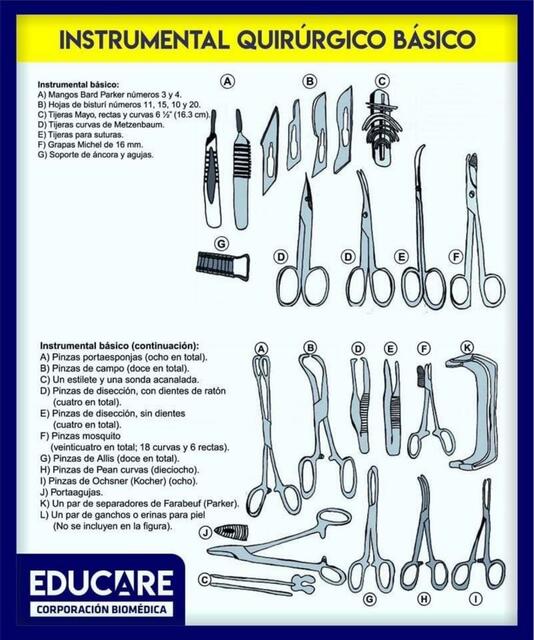 INSTRUMENTAL QUIRÚRGICO BÁSICO
Instrumental básico:
A) Mangos Bard Parker números 3 y 4.
B) Hojas de bisturí números 11, 15, 10 y 20.
C) Tijeras Mayo, rectas y curvas 6 ½" (16.3 cm).
D) Tijeras curvas de Metzenbaum.
E) Tijeras para suturas.
F) Grapas Michel de 16 mm.
G) Soporte de áncora y agujas.
A
B
C
G
D
D
E
F
Instrumental básico (continuación):
A) Pinzas portaesponjas (ocho en total).
B) Pinzas de campo (doce en total).
C) Un estilete y una sonda acanalada.
D) Pinzas de disección, con dientes de ratón
(cuatro en total).
E) Pinzas de disección, sin dientes
(cuatro en total).
F) Pinzas mosquito
(veinticuatro en total; 18 curvas y 6 rectas).
G) Pinzas de Allis (doce en total).
H) Pinzas de Pean curvas (dieciocho).
I) Pinzas de Ochsner (Kocher) (ocho).
J) Portaagujas.
K) Un par de separadores de Farabeuf (Parker).
L) Un par de ganchos o erinas para piel
(No se incluyen en la figura).
A
B
D
E
F
K
J
C
G
H
I
EDUCARE
CORPORACIÓN BIOMÉDICA